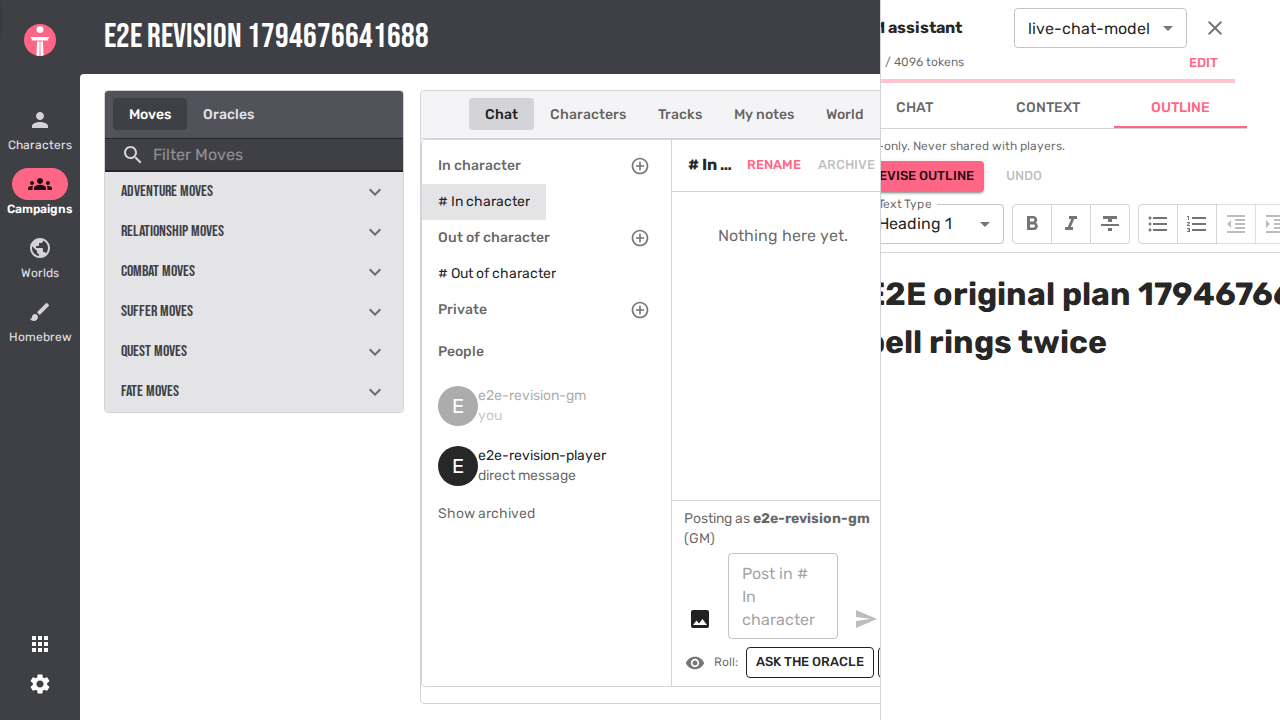 E2E REVISION 1794676641688
Characters
Campaigns
Worlds
Homebrew
Moves
Oracles
Filter Moves
ADVENTURE MOVES
RELATIONSHIP MOVES
COMBAT MOVES
SUFFER MOVES
QUEST MOVES
FATE MOVES
Chat
Characters
Tracks
My notes
World
In character
# In character
Out of character
# Out of character
Private
People
E
e2e-revision-gm
you
E
e2e-revision-player
direct message
Show archived
# In ...
RENAME
ARCHIVE
Nothing here yet.
Posting as e2e-revision-gm
(GM)
Post in #
In
character
Roll:
ASK THE ORACLE
assistant
live-chat-model
/ 4096 tokens
EDIT
CHAT
CONTEXT
OUTLINE
-only. Never shared with players.
EVISE OUTLINE
UNDO
Text Type
Heading 1
B
I
S
E2E original plan 1794676
bell rings twice